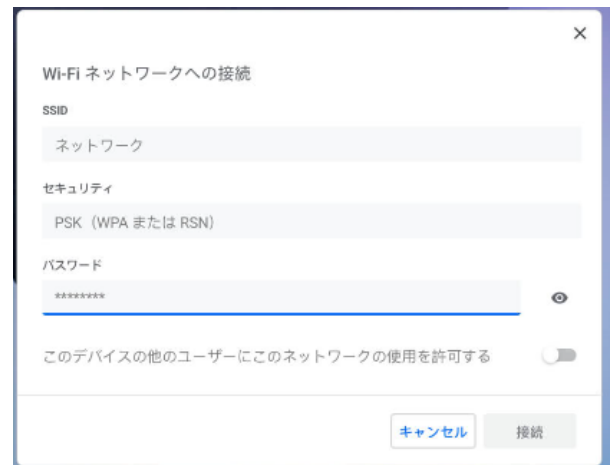 Wi-Fi ネットワークへの接続
SSID
ネットワーク
セキュリティ
PSK（WPA または RSN）
パスワード
********
このデバイスの他のユーザーにこのネットワークの使用を許可する
キャンセル
接続